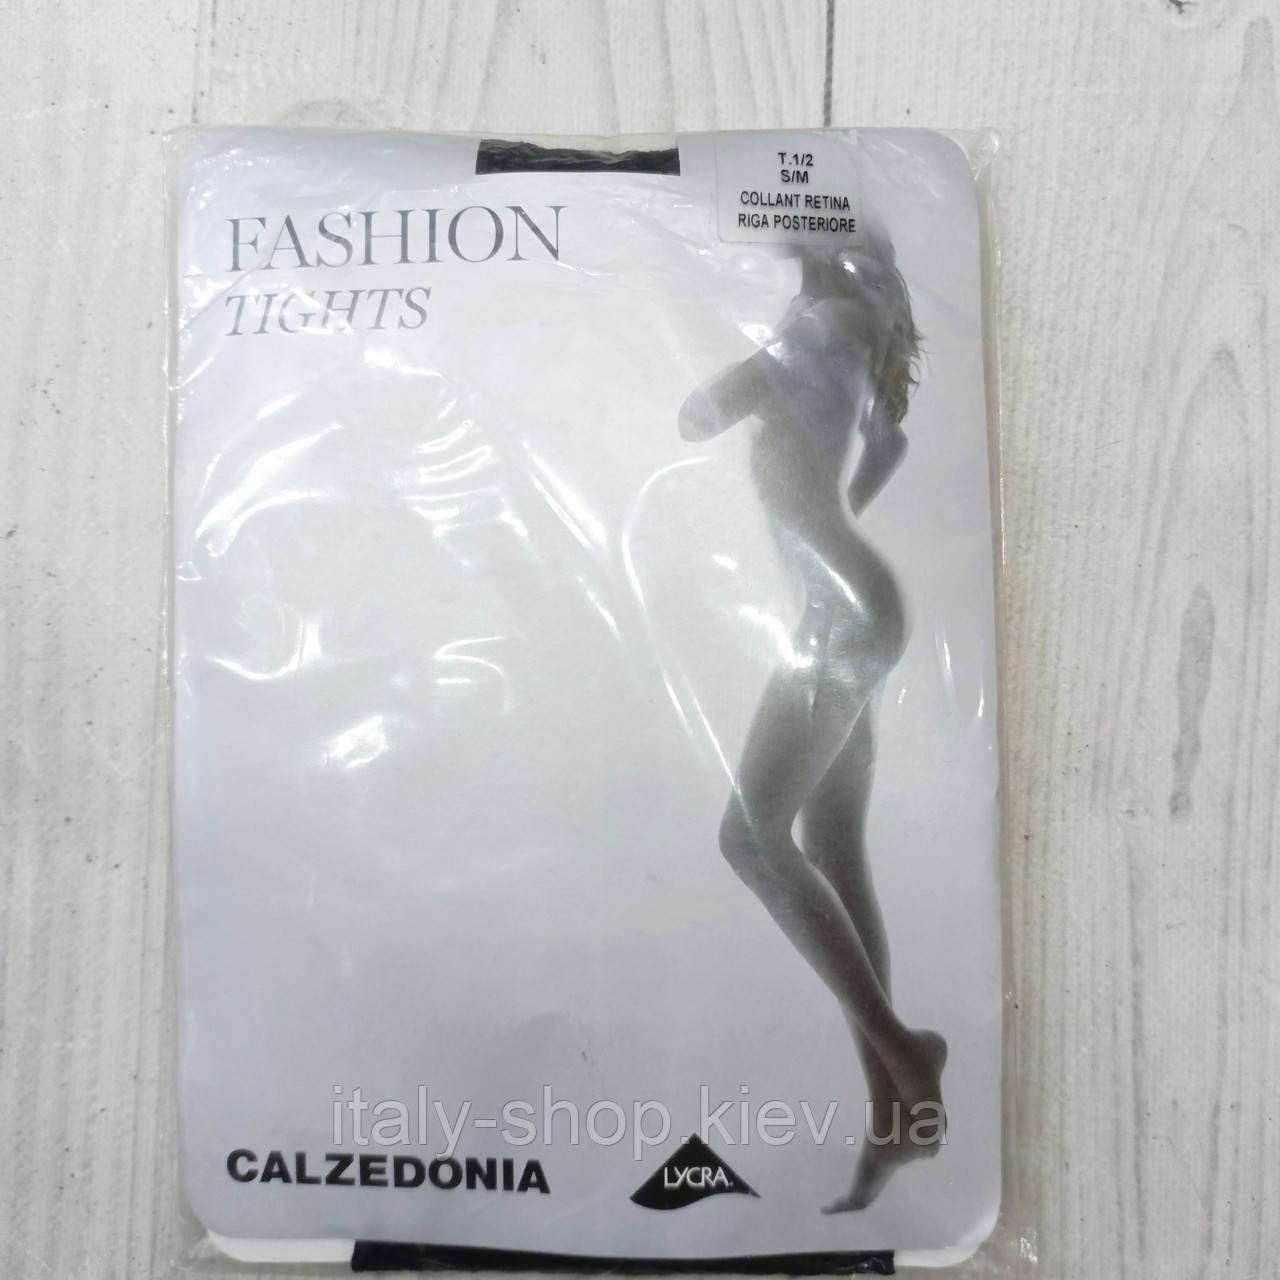 T.1/2
S/M
COLLANT RETINA
RIGA POSTERIORE
FASHION
TIGHTS
italy-shop.kiev.ua
CALZEDONIA
LYCRA.